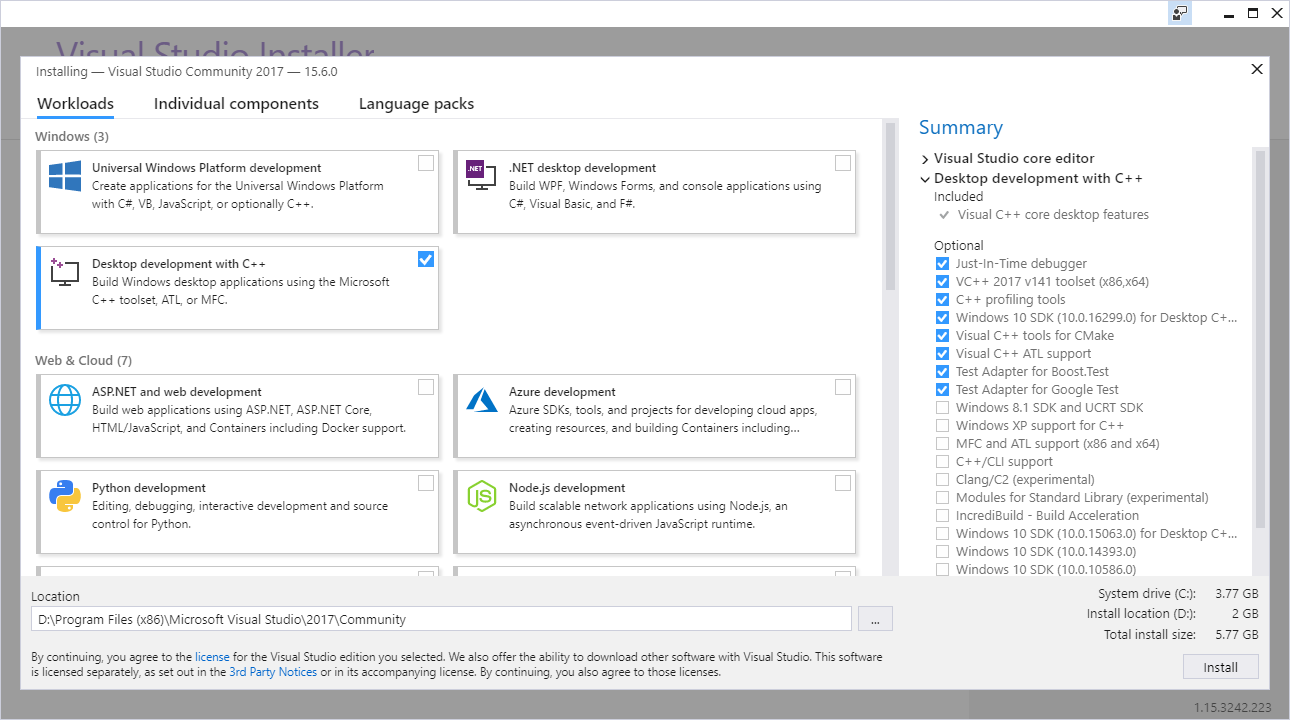 Visual Studio Installer
Installing — Visual Studio Community 2017 — 15.6.0
Workloads
Individual components
Language packs
Windows (3)
Universal Windows Platform development
Create applications for the Universal Windows Platform
with C#, VB, JavaScript, or optionally C++.
.NET
.NET desktop development
Build WPF, Windows Forms, and console applications using
C#, Visual Basic, and F#.
Desktop development with C++
Build Windows desktop applications using the Microsoft
C++ toolset, ATL, or MFC.
Web & Cloud (7)
ASP.NET and web development
Build web applications using ASP.NET, ASP.NET Core,
HTML/JavaScript, and Containers including Docker support.
Azure development
Azure SDKs, tools, and projects for developing cloud apps,
creating resources, and building Containers including...
Python development
Editing, debugging, interactive development and source
control for Python.
JS
Node.js development
Build scalable network applications using Node.js, an
asynchronous event-driven JavaScript runtime.
Summary
Visual Studio core editor
Desktop development with C++
Included
Visual C++ core desktop features
Optional
Just-In-Time debugger
VC++ 2017 v141 toolset (x86,x64)
C++ profiling tools
Windows 10 SDK (10.0.16299.0) for Desktop C+...
Visual C++ tools for CMake
Visual C++ ATL support
Test Adapter for Boost.Test
Test Adapter for Google Test
Windows 8.1 SDK and UCRT SDK
Windows XP support for C++
MFC and ATL support (x86 and x64)
C++/CLI support
Clang/C2 (experimental)
Modules for Standard Library (experimental)
IncrediBuild - Build Acceleration
Windows 10 SDK (10.0.15063.0) for Desktop C+...
Windows 10 SDK (10.0.14393.0)
Windows 10 SDK (10.0.10586.0)
Location
D:\Program Files (x86)\Microsoft Visual Studio\2017\Community
...
By continuing, you agree to the license for the Visual Studio edition you selected. We also offer the ability to download other software with Visual Studio. This software
is licensed separately, as set out in the 3rd Party Notices or in its accompanying license. By continuing, you also agree to those licenses.
System drive (C:): 3.77 GB
Install location (D:): 2 GB
Total install size: 5.77 GB
Install
1.15.3242.223